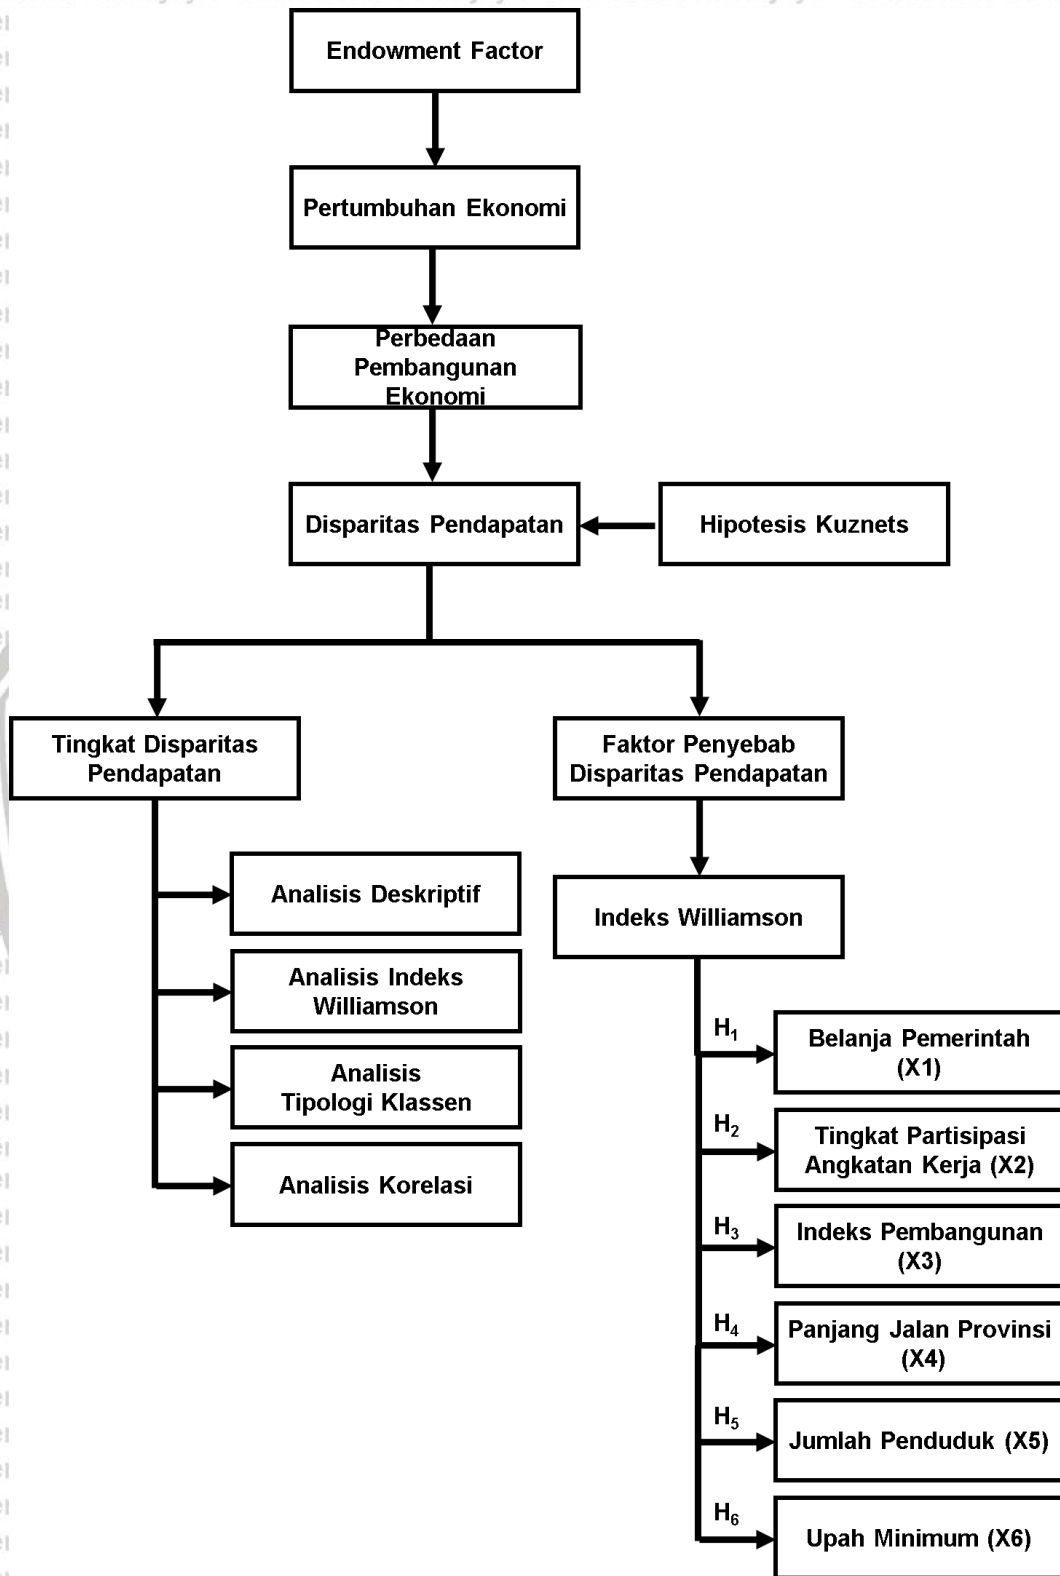 Endowment Factor
Pertumbuhan Ekonomi
Perbedaan
Pembangunan
Ekonomi
Disparitas Pendapatan
Hipotesis Kuznets
Tingkat Disparitas
Pendapatan
Faktor Penyebab
Disparitas Pendapatan
Analisis Deskriptif
Analisis Indeks
Williamson
Analisis
Tipologi Klassen
Analisis Korelasi
Indeks Williamson
H₁
Belanja Pemerintah
(X1)
H₂
Tingkat Partisipasi
Angkatan Kerja (X2)
H₃
Indeks Pembangunan
(X3)
H₄
Panjang Jalan Provinsi
(X4)
H₅
Jumlah Penduduk (X5)
H₆
Upah Minimum (X6)